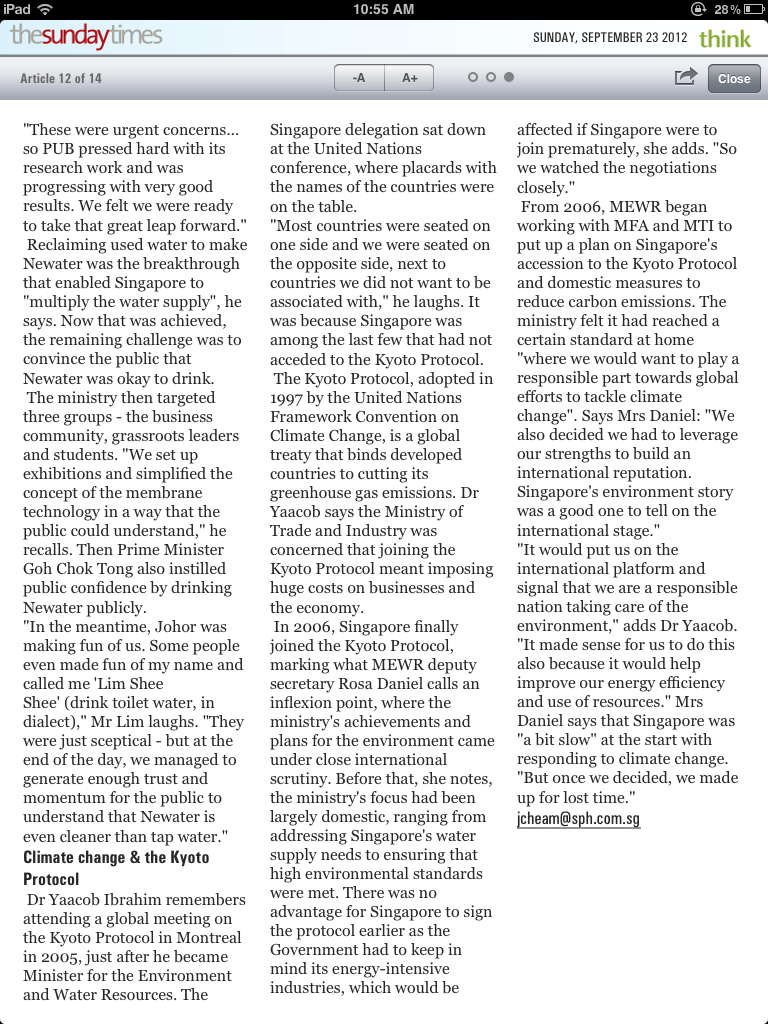 iPad 10:55 AM 28%
thesundaytimes SUNDAY, SEPTEMBER 23 2012 think
Article 12 of 14 -A A+ Close
"These were urgent concerns...
so PUB pressed hard with its
research work and was
progressing with very good
results. We felt we were ready
to take that great leap forward."
Reclaiming used water to make
Newater was the breakthrough
that enabled Singapore to
"multiply the water supply", he
says. Now that was achieved,
the remaining challenge was to
convince the public that
Newater was okay to drink.
The ministry then targeted
three groups - the business
community, grassroots leaders
and students. "We set up
exhibitions and simplified the
concept of the membrane
technology in a way that the
public could understand," he
recalls. Then Prime Minister
Goh Chok Tong also instilled
public confidence by drinking
Newater publicly.
"In the meantime, Johor was
making fun of us. Some people
even made fun of my name and
called me 'Lim Shee
Shee' (drink toilet water, in
dialect)," Mr Lim laughs. "They
were just sceptical - but at the
end of the day, we managed to
generate enough trust and
momentum for the public to
understand that Newater is
even cleaner than tap water."
Climate change & the Kyoto
Protocol
Dr Yaacob Ibrahim remembers
attending a global meeting on
the Kyoto Protocol in Montreal
in 2005, just after he became
Minister for the Environment
and Water Resources. The
Singapore delegation sat down
at the United Nations
conference, where placards with
the names of the countries were
on the table.
"Most countries were seated on
one side and we were seated on
the opposite side, next to
countries we did not want to be
associated with," he laughs. It
was because Singapore was
among the last few that had not
acceded to the Kyoto Protocol.
The Kyoto Protocol, adopted in
1997 by the United Nations
Framework Convention on
Climate Change, is a global
treaty that binds developed
countries to cutting its
greenhouse gas emissions. Dr
Yaacob says the Ministry of
Trade and Industry was
concerned that joining the
Kyoto Protocol meant imposing
huge costs on businesses and
the economy.
In 2006, Singapore finally
joined the Kyoto Protocol,
marking what MEWR deputy
secretary Rosa Daniel calls an
inflexion point, where the
ministry's achievements and
plans for the environment came
under close international
scrutiny. Before that, she notes,
the ministry's focus had been
largely domestic, ranging from
addressing Singapore's water
supply needs to ensuring that
high environmental standards
were met. There was no
advantage for Singapore to sign
the protocol earlier as the
Government had to keep in
mind its energy-intensive
industries, which would be
affected if Singapore were to
join prematurely, she adds. "So
we watched the negotiations
closely."
From 2006, MEWR began
working with MFA and MTI to
put up a plan on Singapore's
accession to the Kyoto Protocol
and domestic measures to
reduce carbon emissions. The
ministry felt it had reached a
certain standard at home
"where we would want to play a
responsible part towards global
efforts to tackle climate
change". Says Mrs Daniel: "We
also decided we had to leverage
our strengths to build an
international reputation.
Singapore's environment story
was a good one to tell on the
international stage."
"It would put us on the
international platform and
signal that we are a responsible
nation taking care of the
environment," adds Dr Yaacob.
"It made sense for us to do this
also because it would help
improve our energy efficiency
and use of resources." Mrs
Daniel says that Singapore was
"a bit slow" at the start with
responding to climate change.
"But once we decided, we made
up for lost time."
jcheam@sph.com.sg